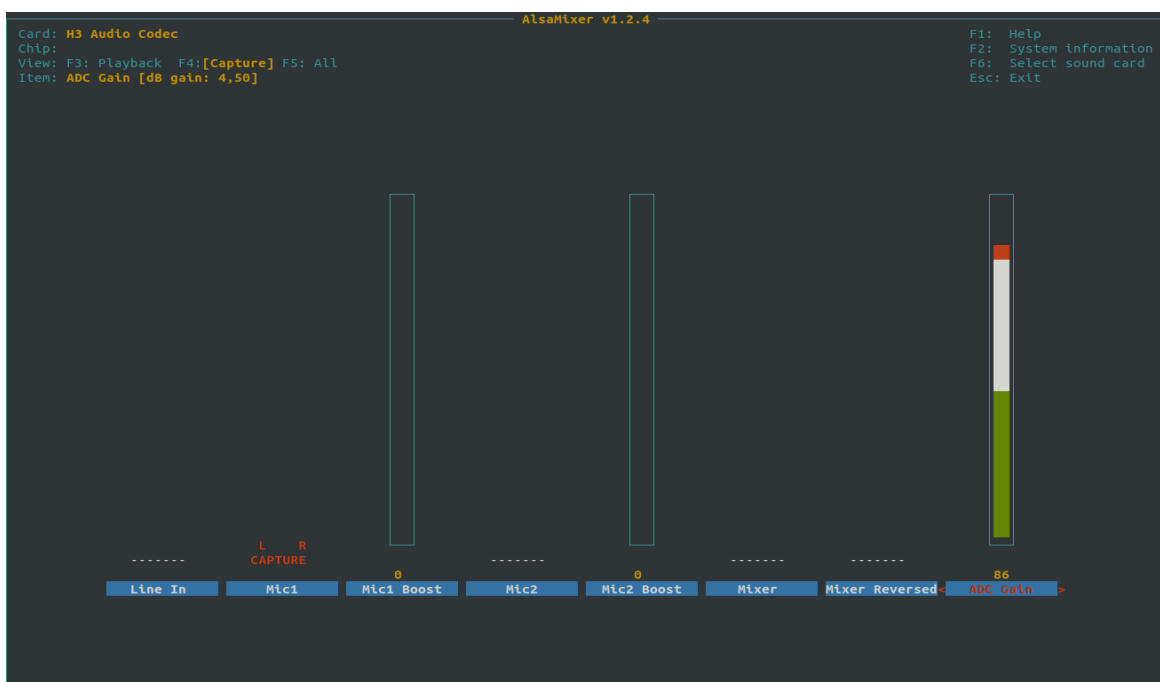 AlsaMixer v1.2.4
Card: H3 Audio Codec F1: Help
Chip: F2: System information
View: F3: Playback F4:[Capture] F5: All F6: Select sound card
Item: ADC Gain [dB gain: 4,50] Esc: Exit
L R
------- CAPTURE ------- ------- -------
0 0 86
Line In Mic1 Mic1 Boost Mic2 Mic2 Boost Mixer Mixer Reversed< ADC Gain >